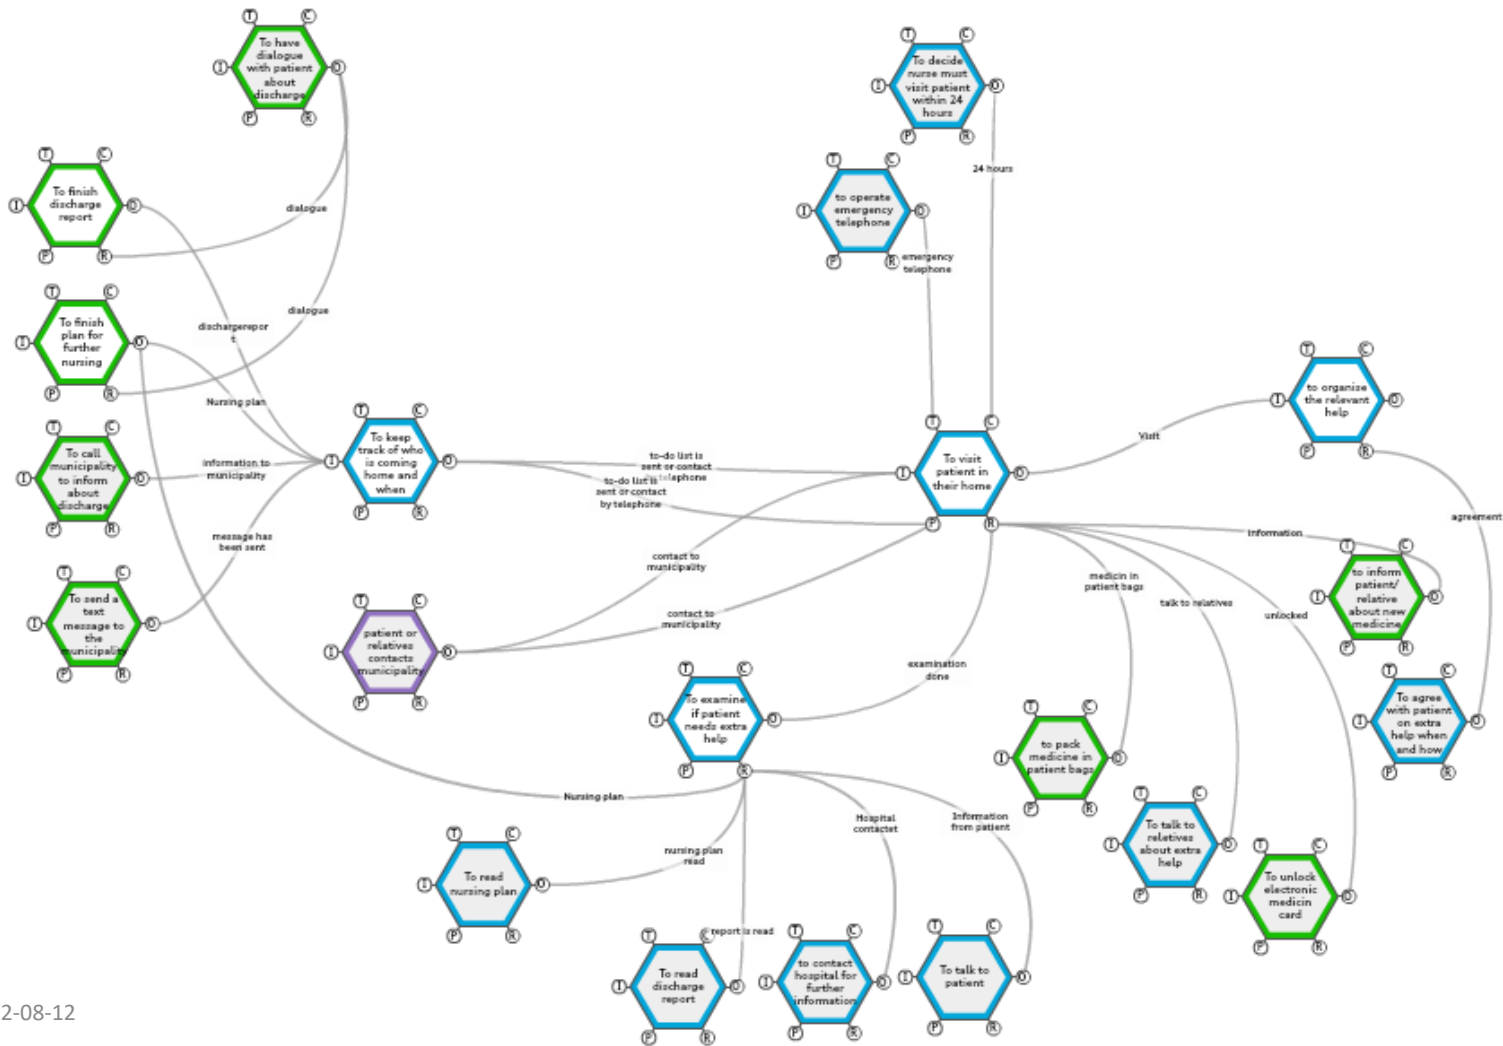 T C
To have
dialogue
with patient
about
discharge
I O
P R
T C
To decide
nurse must
visit patient
within 24
hours
I O
P R
24 hours
T C
To finish
discharge
report
I O
P R
dialogue
T C
to operate
emergency
telephone
I O
P R
emergency
telephone
T C
To finish
plan for
further
nursing
I O
P R
dischargerepor
t
dialogue
Nursing plan
T C
to organise
the relevant
help
I O
P R
T C
To call
municipality
to inform
about
discharge
I O
P R
information to
municipality
T C
To keep
track of who
is coming
home and
when
I O
P R
to-do list is
sent or contact
by telephone
to-do list is
sent or contact
by telephone
T C
To visit
patient in
their home
I O
P R
Visit
agreement
T C
To send a
text
message to
the
municipality
I O
P R
message has
been sent
T C
patient or
relatives
contacts
municipality
I O
P R
contact to
municipality
contact to
municipality
information
T C
to inform
patient/
relative
about new
medicine
I O
P R
medicin in
patient bags
talk to relatives
unlocked
examination
done
T C
To examine
if patient
needs extra
help
I O
P R
T C
To agree
with patient
on extra
help when
and how
I O
P R
T C
to pack
medicine in
patient bags
I O
P R
Nursing plan
T C
To read
nursing plan
I O
P R
nursing plan
read
Hospital
contactet
Information
from patient
T C
To talk to
relatives
about extra
help
I O
P R
T C
To unlock
electronic
medicin
card
I O
P R
report is read
T C
To read
discharge
report
I O
P R
T C
to contact
hospital for
further
information
I O
P R
T C
To talk to
patient
I O
P R
2-08-12